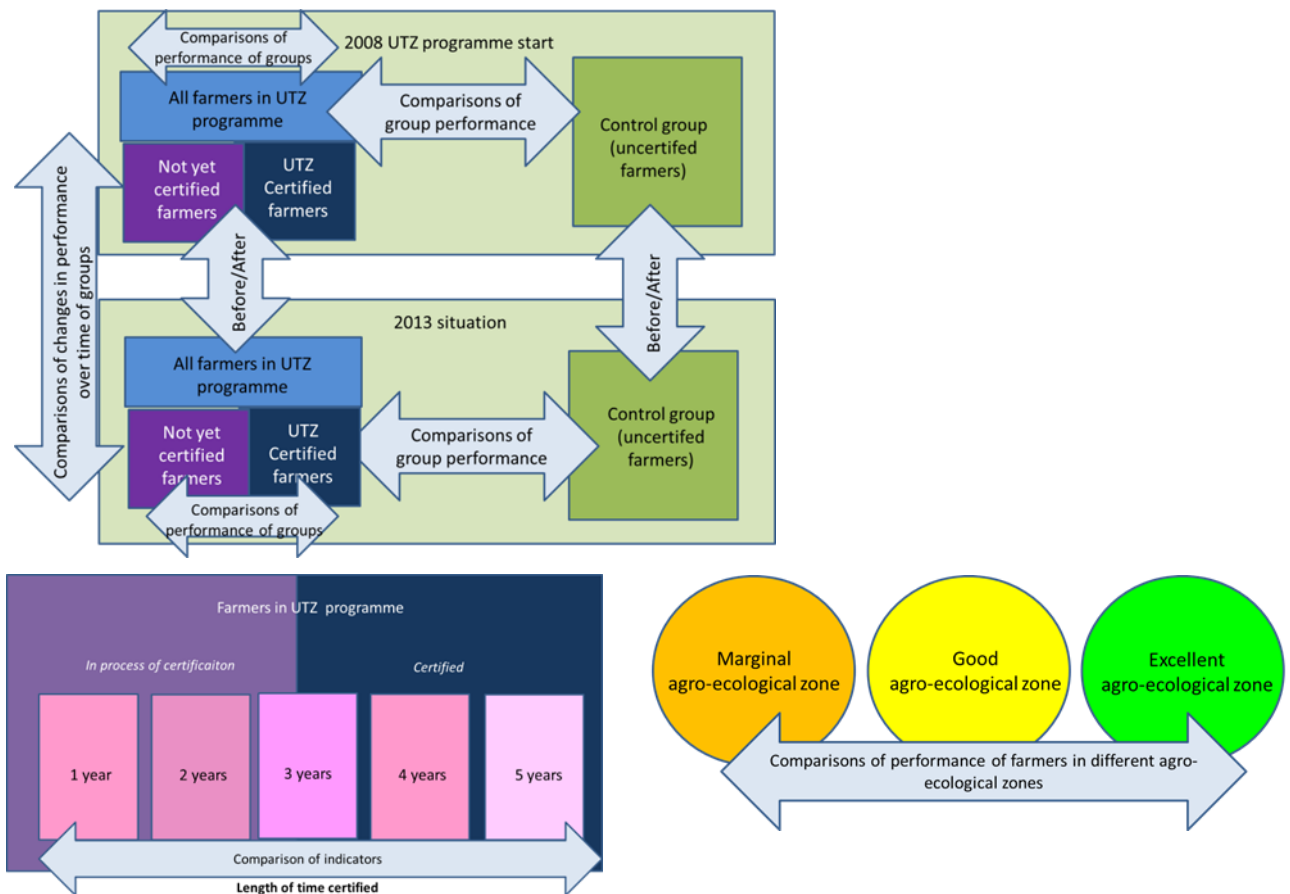 Comparisons of
performance of groups
2008 UTZ programme start
All farmers in UTZ
programme
Comparisons of
group performance
Control group
(uncertifed
farmers)
Not yet
certified
farmers
UTZ
Certified
farmers
Comparisons of changes in performance
over time of groups
Before/After
Before/After
2013 situation
All farmers in UTZ
programme
Not yet
certified
farmers
UTZ
Certified
farmers
Comparisons of
group performance
Control group
(uncertifed
farmers)
Comparisons of
performance of groups
Farmers in UTZ programme
In process of certificaiton
Certified
1 year
2 years
3 years
4 years
5 years
Comparison of indicators
Length of time certified
Marginal
agro-ecological zone
Good
agro-ecological zone
Excellent
agro-ecological zone
Comparisons of performance of farmers in different agro-
ecological zones